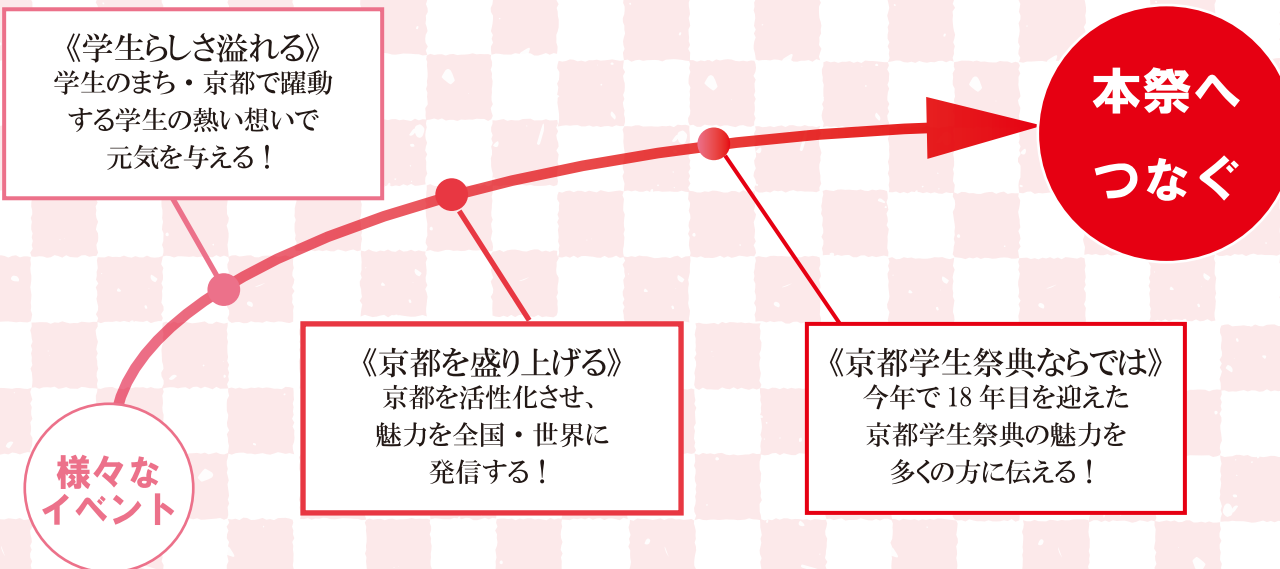 《学生らしさ溢れる》
学生のまち・京都で躍動
する学生の熱い想いで
元気を与える！
本祭へ
つなぐ
《京都を盛り上げる》
京都を活性化させ、
魅力を全国・世界に
発信する！
《京都学生祭典ならでは》
今年で 18 年目を迎えた
京都学生祭典の魅力を
多くの方に伝える！
様々な
イベント